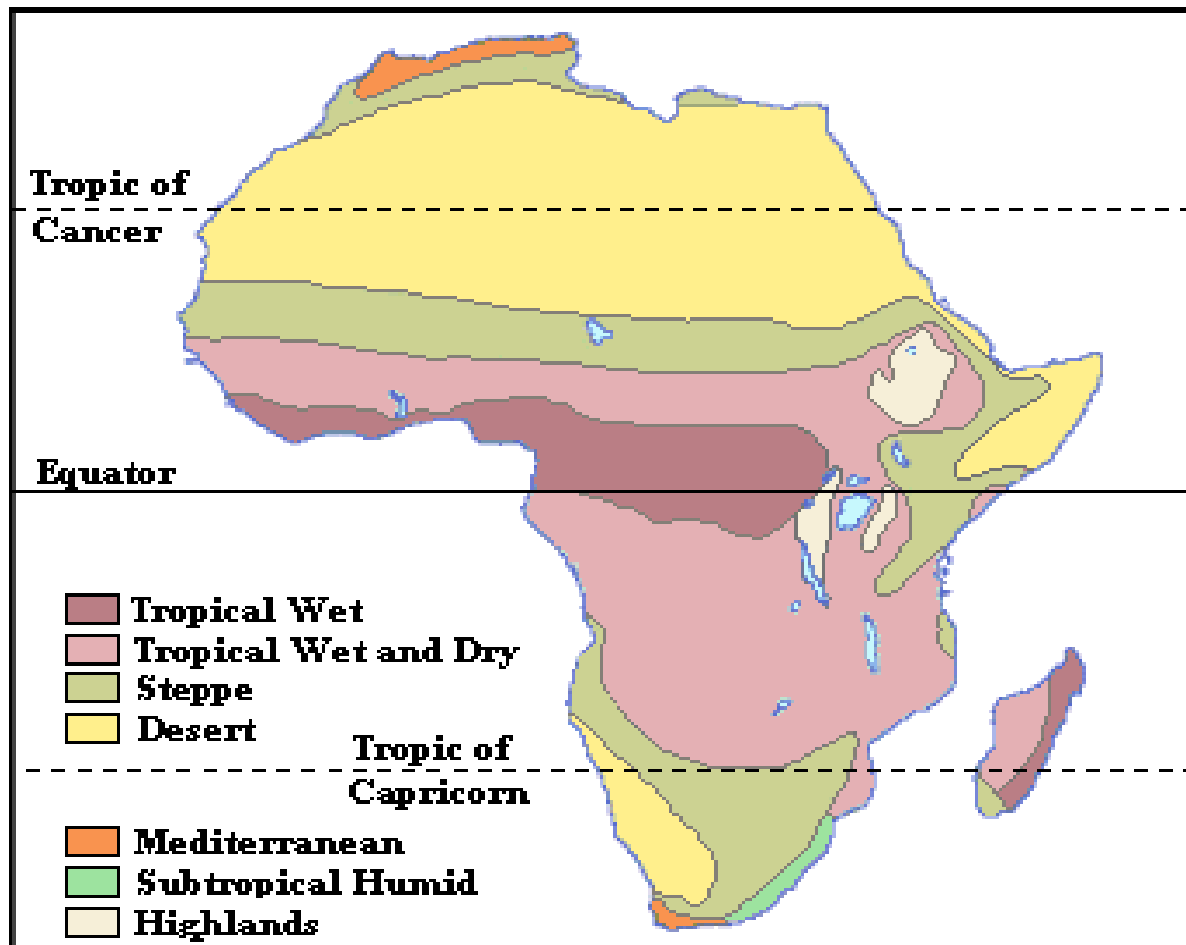 Tropic of
Cancer
Equator
Tropical Wet
Tropical Wet and Dry
Steppe
Desert
Tropic of
Capricorn
Mediterranean
Subtropical Humid
Highlands